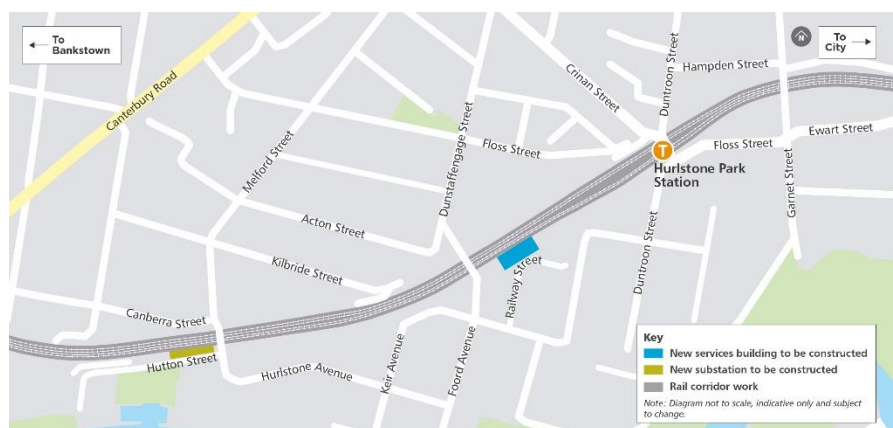 To
Bankstown
N
To
City
Canterbury Road
Melford Street
Dunstaffengage Street
Crinan Street
Duntroon Street
Hampden Street
Floss Street
T
Hurlstone Park
Station
Floss Street
Ewart Street
Garnet Street
Acton Street
Kilbride Street
Duntroon Street
Railway Street
Canberra Street
Hutton Street
Hurlstone Avenue
Keir Avenue
Foord Avenue
Key
New services building to be constructed
New substation to be constructed
Rail corridor work
Note: Diagram not to scale, indicative only and subject
to change.